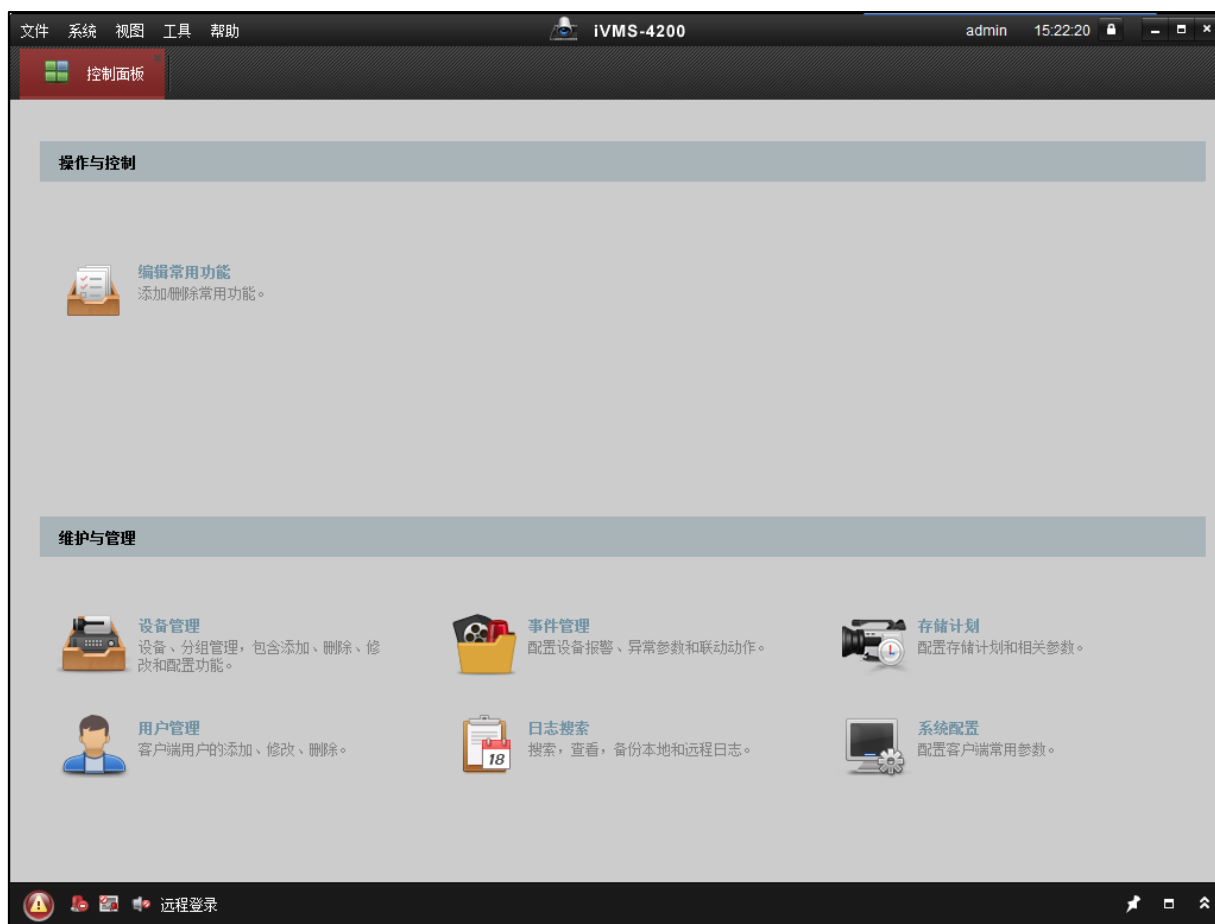 文件 系统 视图 工具 帮助 iVMS-4200 admin 15:22:20
控制面板
操作与控制
编辑常用功能
添加/删除常用功能。
维护与管理
设备管理
设备、分组管理，包含添加、删除、修
改和配置功能。
事件管理
配置设备报警、异常参数和联动动作。
存储计划
配置存储计划和相关参数。
用户管理
客户端用户的添加、修改、删除。
18
日志搜索
搜索，查看，备份本地和远程日志。
系统配置
配置客户端常用参数。
远程登录